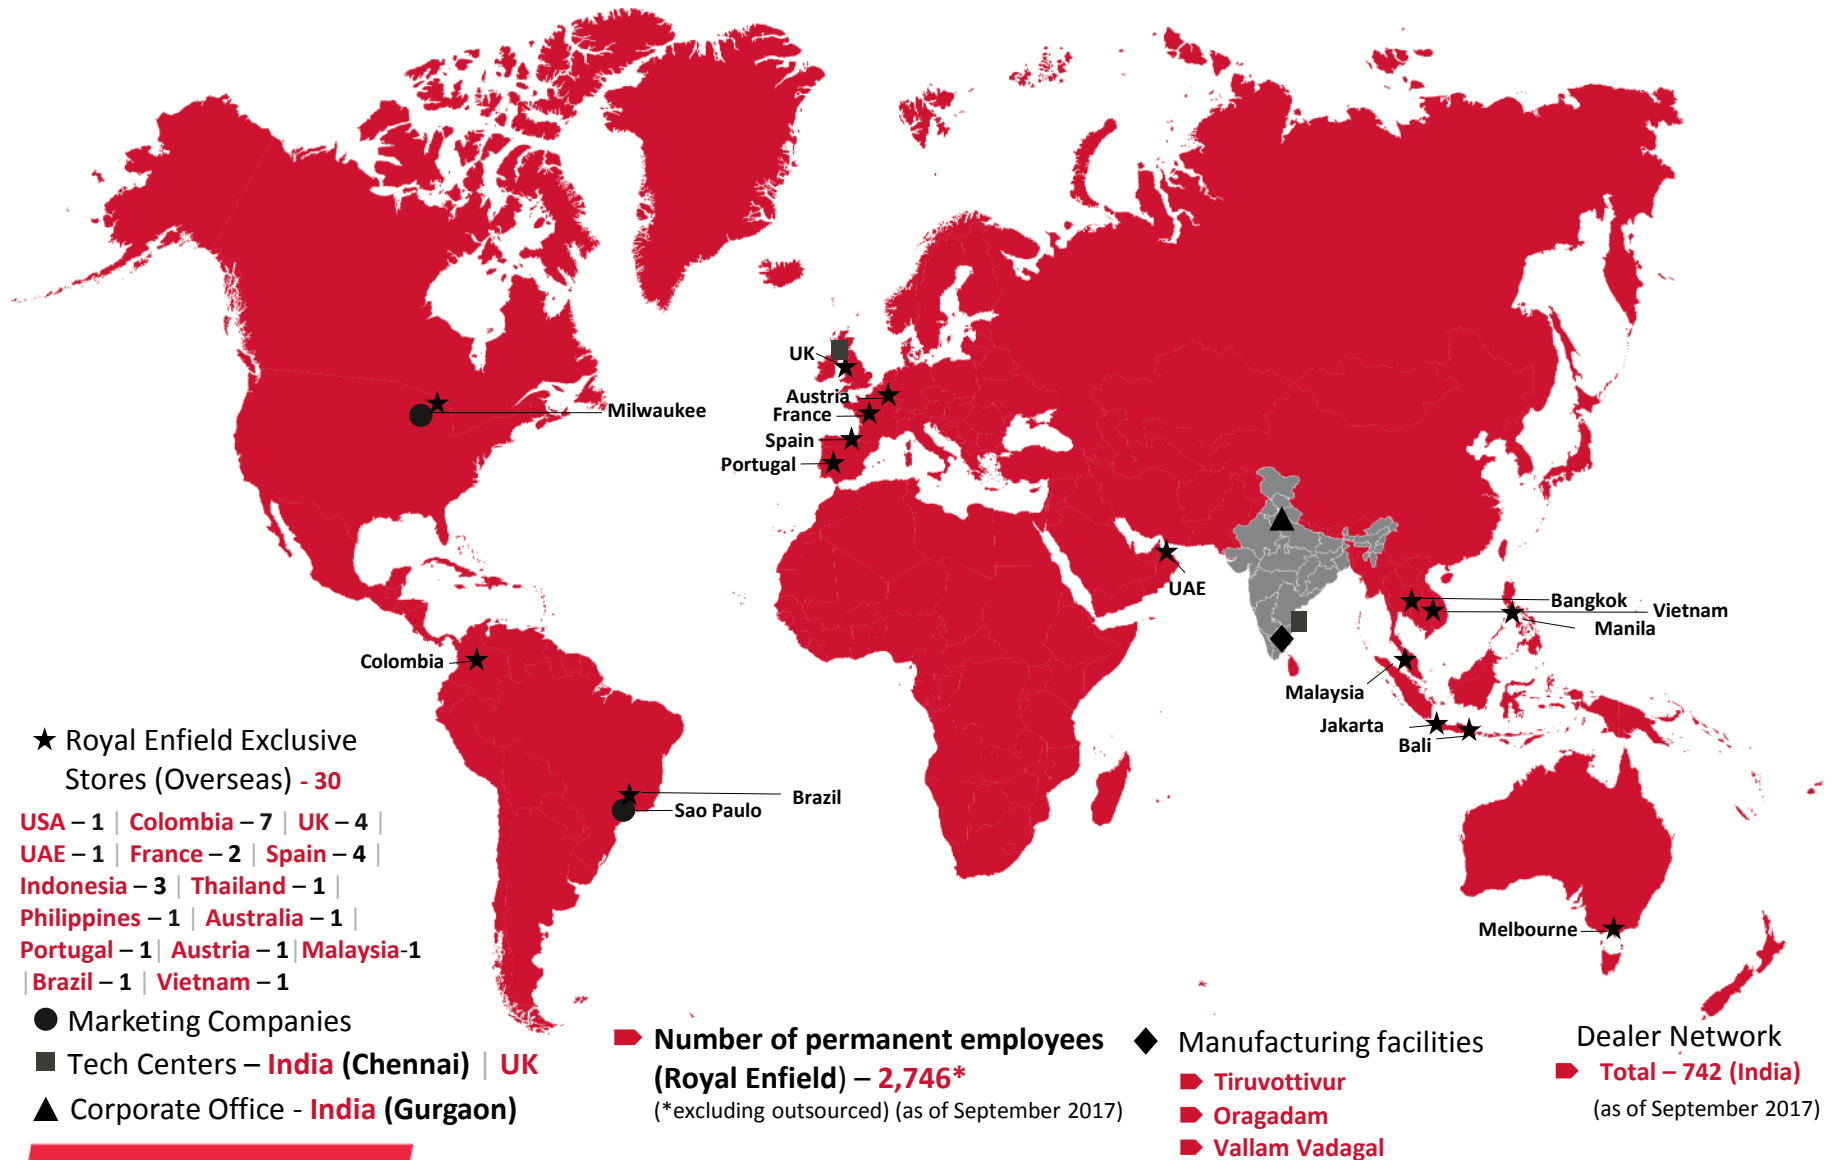 UK
Austria
France
Spain
Portugal
Milwaukee
UAE
Bangkok
Vietnam
Manila
Colombia
Malaysia
Jakarta
Bali
Brazil
Sao Paulo
Melbourne
Royal Enfield Exclusive
Stores (Overseas) - 30
USA – 1 | Colombia – 7 | UK – 4 |
UAE – 1 | France – 2 | Spain – 4 |
Indonesia – 3 | Thailand – 1 |
Philippines – 1 | Australia – 1 |
Portugal – 1| Austria – 1|Malaysia-1
|Brazil – 1 | Vietnam – 1
Marketing Companies
Tech Centers – India (Chennai) | UK
Corporate Office - India (Gurgaon)
Number of permanent employees
(Royal Enfield) – 2,746*
(*excluding outsourced) (as of September 2017)
Manufacturing facilities
Tiruvottivur
Oragadam
Vallam Vadagal
Dealer Network
Total – 742 (India)
(as of September 2017)